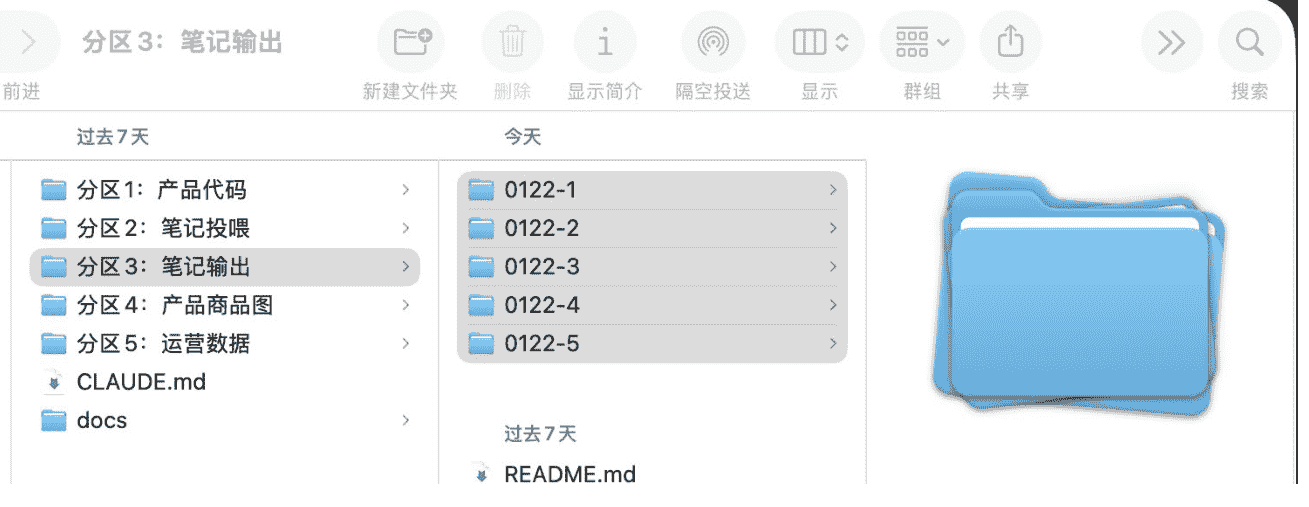 分区 3：笔记输出
前进
新建文件夹
删除
显示简介
隔空投送
显示
群组
共享
搜索
过去 7 天
分区 1：产品代码
分区 2：笔记投喂
分区 3：笔记输出
分区 4：产品商品图
分区 5：运营数据
CLAUDE.md
docs
今天
0122-1
0122-2
0122-3
0122-4
0122-5
过去 7 天
README.md